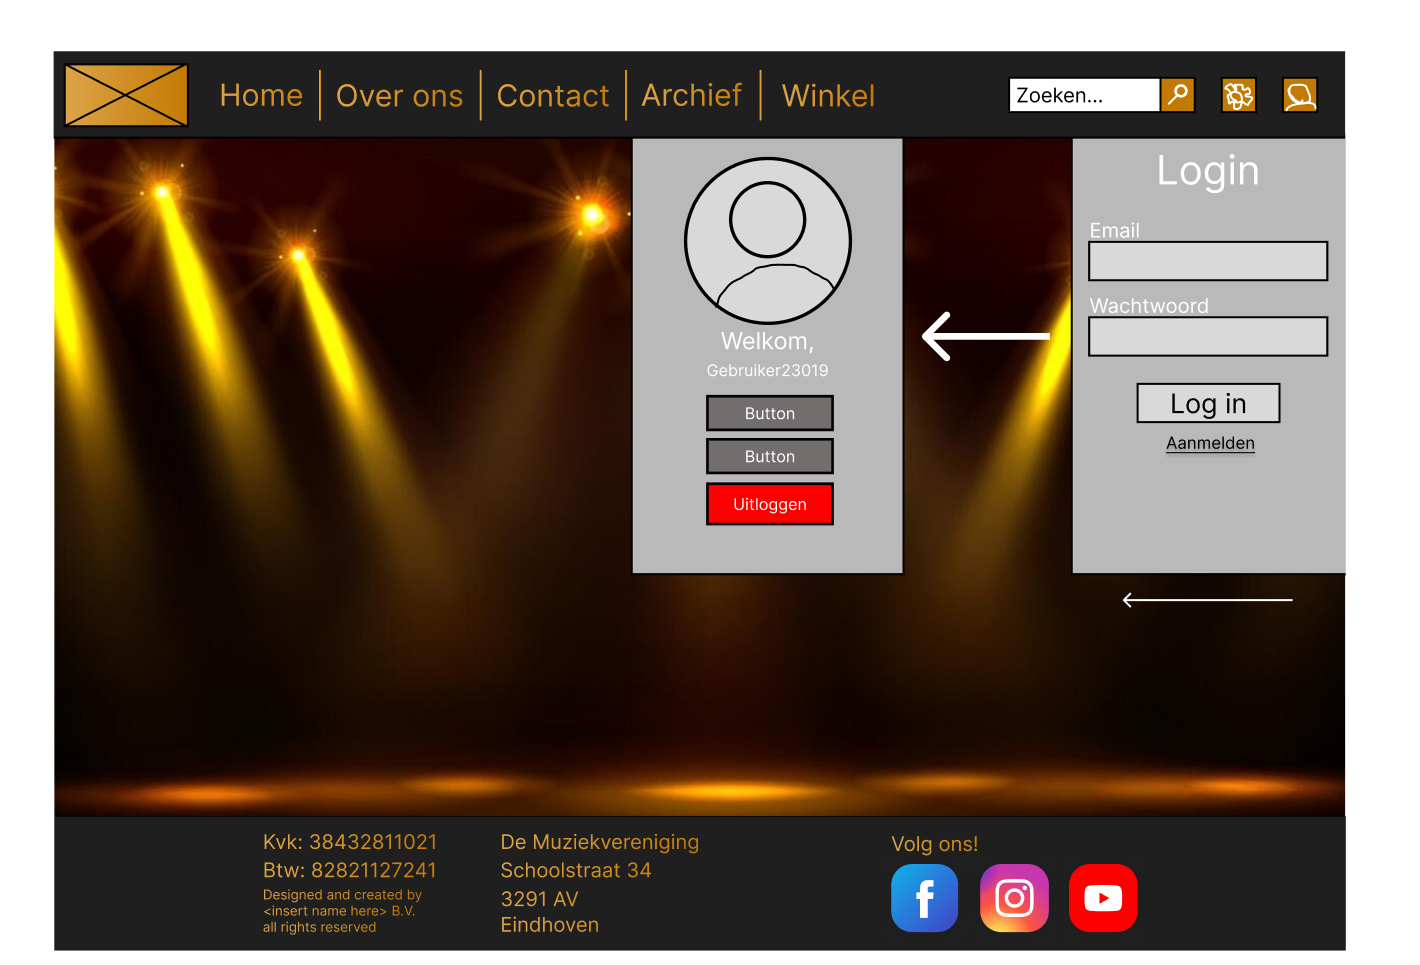 Home
Over ons
Contact
Archief
Winkel
Zoeken...
Welkom,
Gebruiker23019
Button
Button
Uitloggen
Login
Email
Wachtwoord
Log in
Aanmelden
Kvk: 38432811021
Btw: 82821127241
Designed and created by
<insert name here> B.V.
all rights reserved
De Muziekvereniging
Schoolstraat 34
3291 AV
Eindhoven
Volg ons!